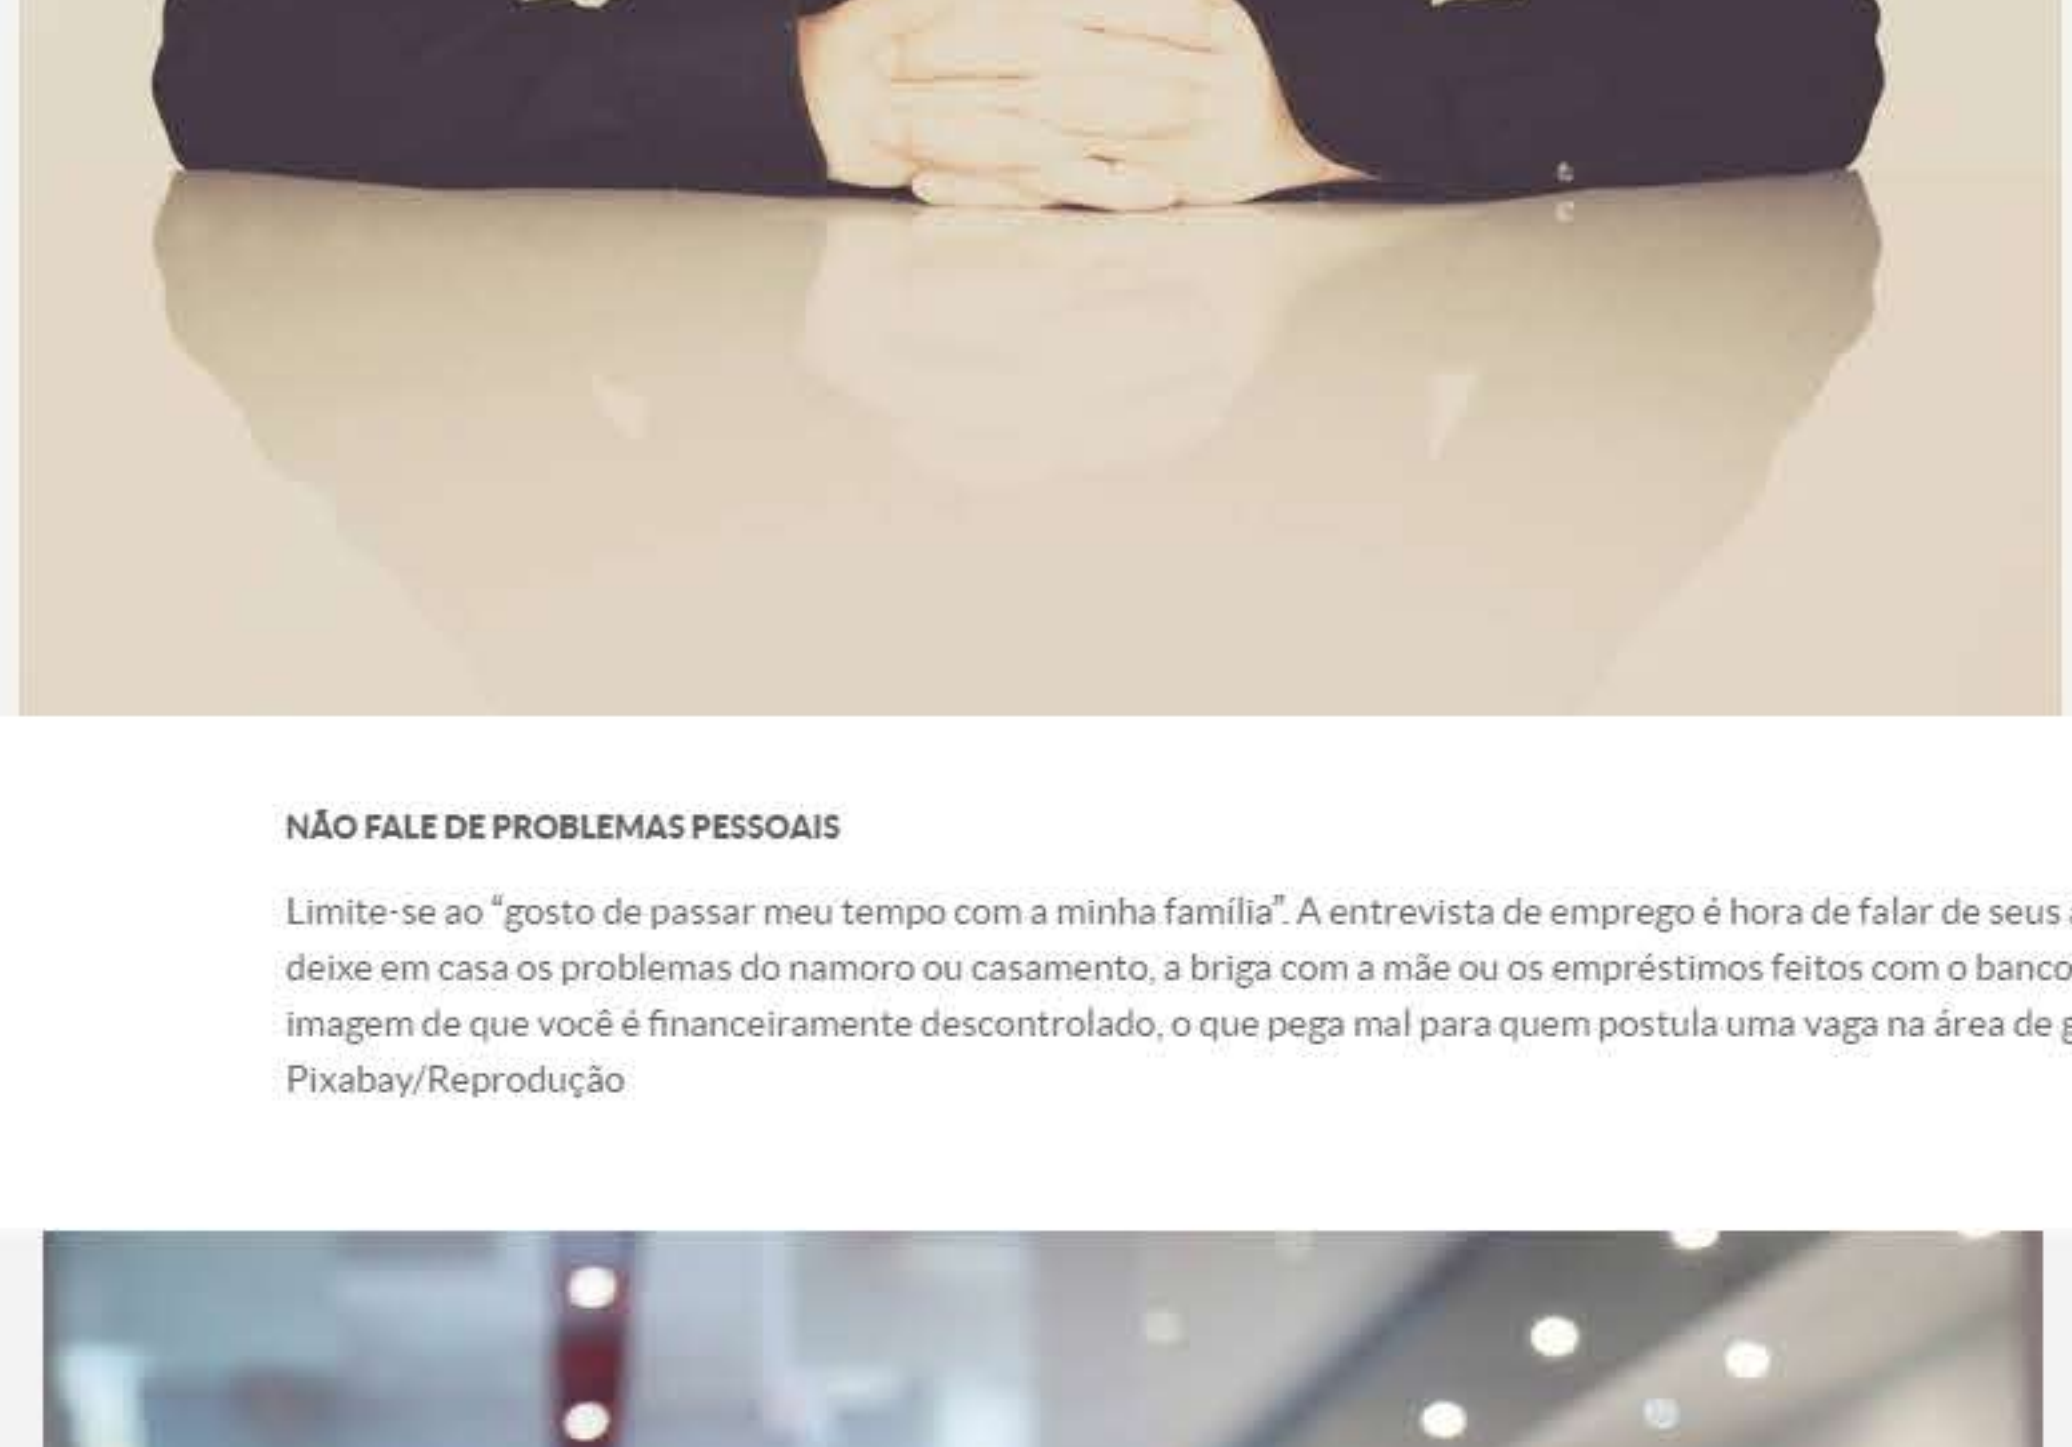 NÃO FALE DE PROBLEMAS PESSOAIS
Limite-se ao “gosto de passar meu tempo com a minha família”. A entrevista de emprego é hora de falar de seus
deixe em casa os problemas do namoro ou casamento, a briga com a mãe ou os empréstimos feitos com o banco
imagem de que você é financeiramente descontrolado, o que pega mal para quem postula uma vaga na área de
Pixabay/Reprodução